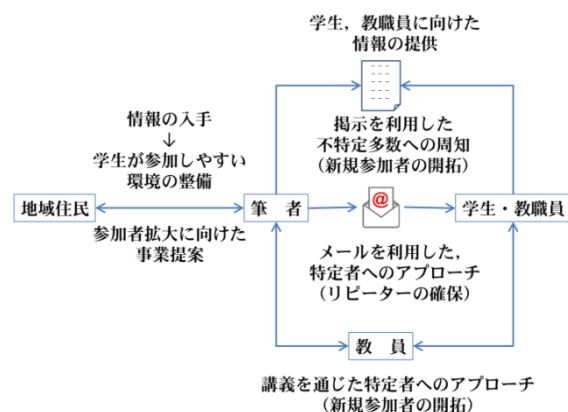 学生，教職員に向けた
情報の提供
情報の入手
↓
学生が参加しやすい
環境の整備
掲示を利用した
不特定多数への周知
（新規参加者の開拓）
地域住民
筆　者
@
学生・教職員
参加者拡大に向けた
事業提案
メールを利用した，
特定者へのアプローチ
（リピーターの確保）
教　員
講義を通じた特定者へのアプローチ
（新規参加者の開拓）